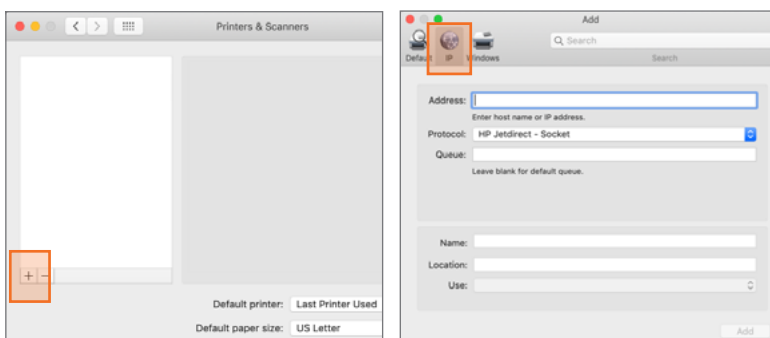 Printers & Scanners
Default printer: Last Printer Used
Default paper size: US Letter
Add
Search
Default IP Windows Search
Address:
Enter host name or IP address.
Protocol: HP Jetdirect - Socket
Queue:
Leave blank for default queue.
Name:
Location:
Use:
Add